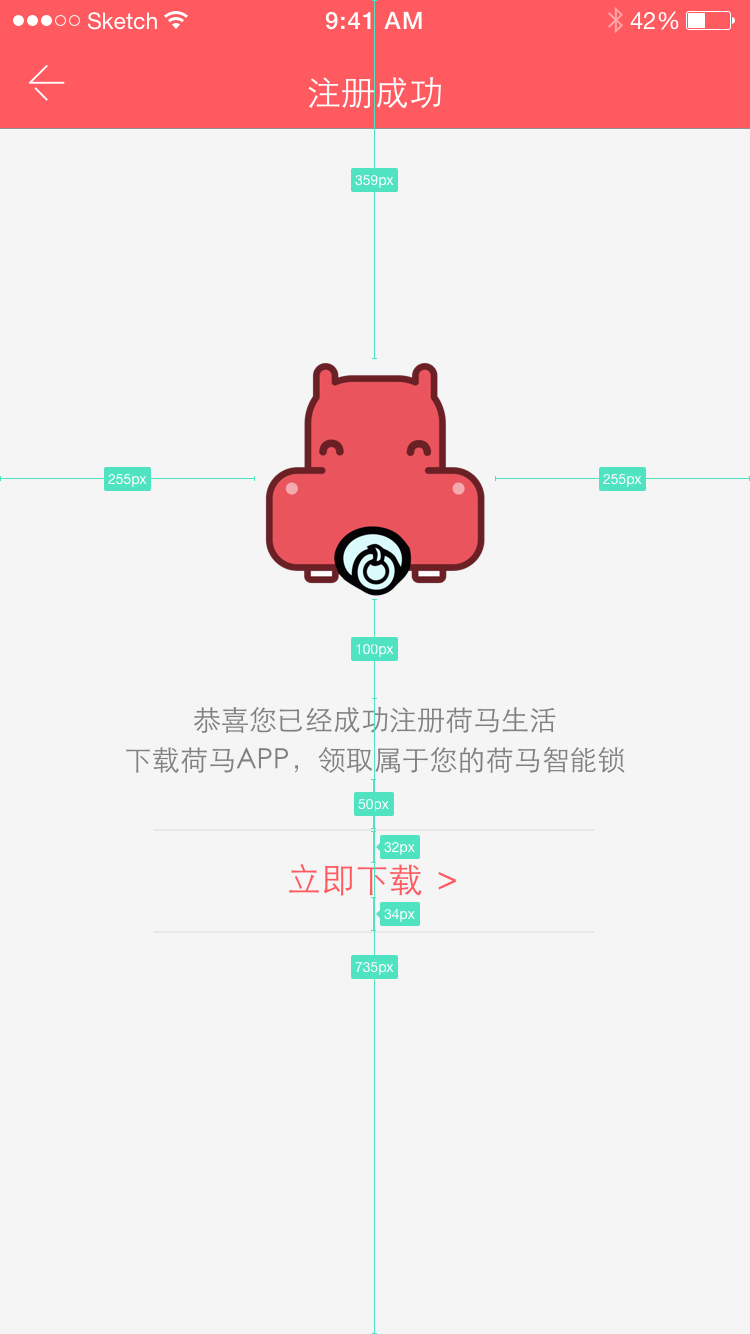 Sketch 9:41 AM 42%
注册成功
359px
255px 255px
100px
恭喜您已经成功注册荷马生活
下载荷马APP，领取属于您的荷马智能锁
50px
32px
立即下载 >
34px
735px